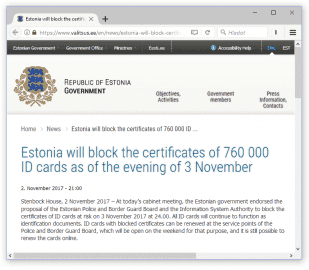 Estonia will block the certific
https://www.valitsus.ee/en/news/estonia-will-block-certific
Hledat
Estonian Government Government Office Ministries Eesti.ee Accessibility Help ENG EST
REPUBLIC OF ESTONIA
GOVERNMENT
Objectives,
Activities
Government
members
Press
Information,
Contacts
Home > News > Estonia will block the certificates of 760 000 ID ...
Estonia will block the certificates of 760 000
ID cards as of the evening of 3 November
2. November 2017 - 21:00
Stenbock House, 2 November 2017 – At today's cabinet meeting, the Estonian government endorsed
the proposal of the Estonian Police and Border Guard Board and the Information System Authority to block the
certificates of ID cards at risk on 3 November 2017 at 24.00. All ID cards will continue to function as
identification documents. ID cards with blocked certificates can be renewed at the service points of the
Police and Border Guard Board, which will be open on the weekend for that purpose, and it is still possible to
renew the cards online.